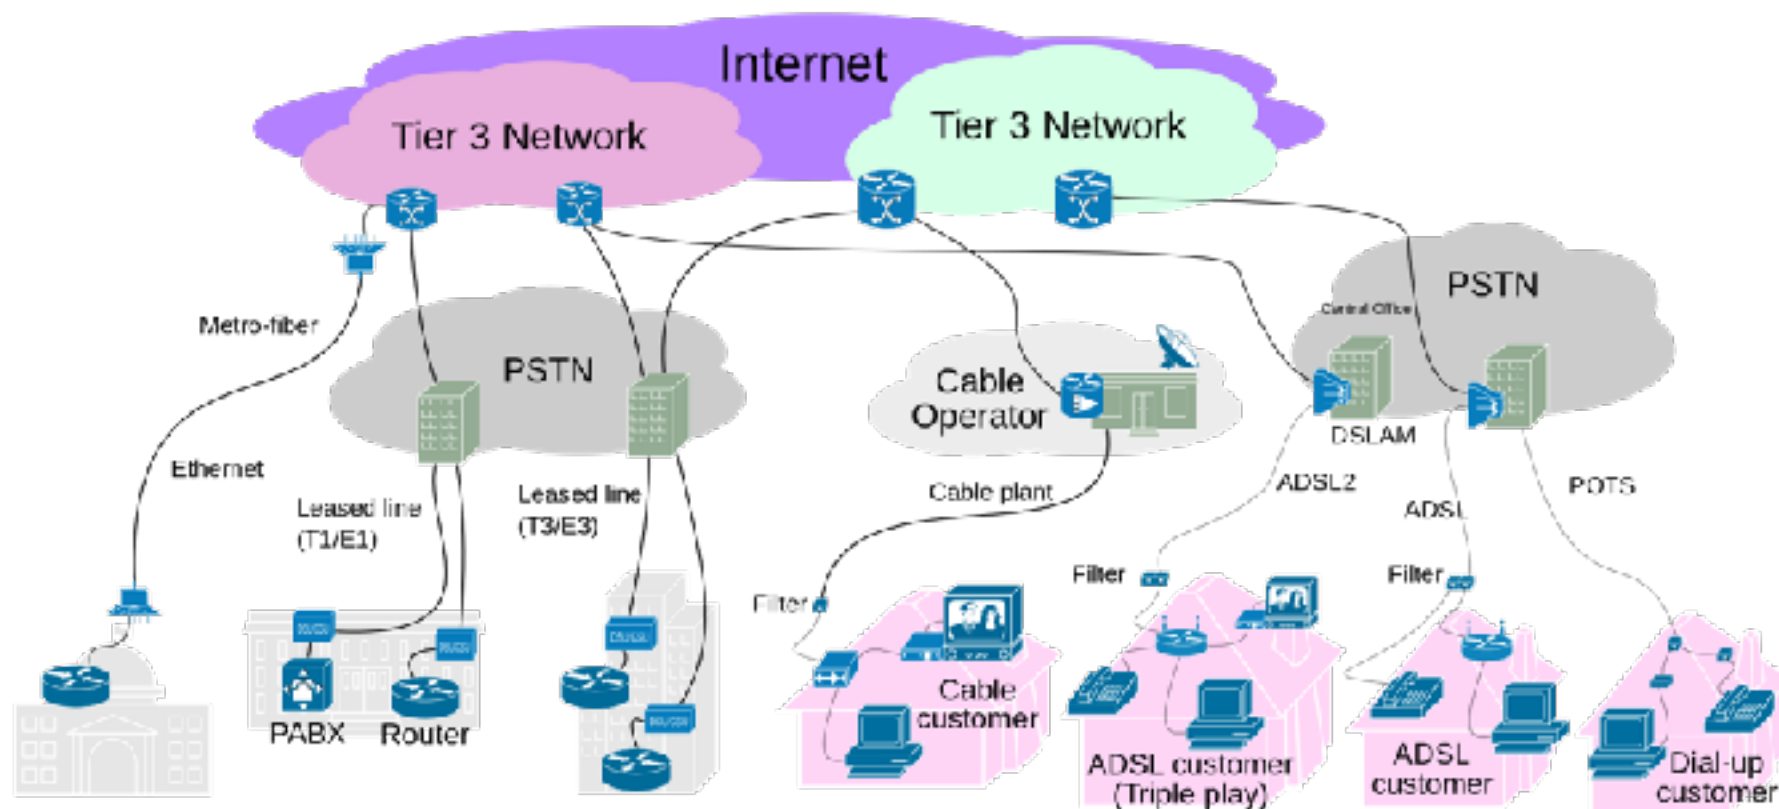 Internet
Tier 3 Network
Tier 3 Network
PSTN
Central Office
Metro-fiber
PSTN
Cable
Operator
DSLAM
Ethernet
Leased line
(T1/E1)
Leased line
(T3/E3)
Cable plant
ADSL2
ADSL
POTS
Filter
Filter
Filter
PABX
Router
Cable
customer
ADSL customer
(Triple play)
ADSL
customer
Dial-up
customer